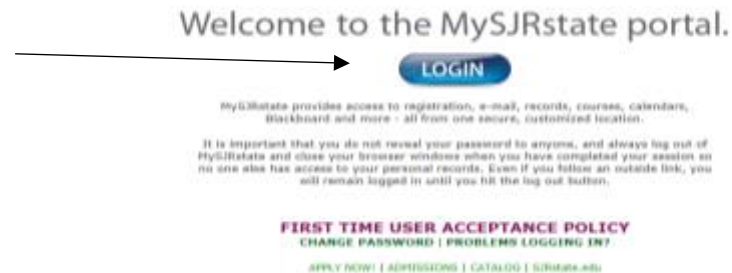 Welcome to the MySJRstate portal.
LOGIN
MySJRstate provides access to registration, e-mail, records, courses, calendars,
Blackboard and more - all from one secure, customized location.
It is important that you do not reveal your password to anyone, and always log out of
MySJRstate and close your browser windows when you have completed your session so
no one else has access to your personal records. Even if you follow an outside link, you
will remain logged in until you hit the log out button.
FIRST TIME USER ACCEPTANCE POLICY
CHANGE PASSWORD | PROBLEMS LOGGING IN?
APPLY NOW! | ADMISSIONS | CATALOG | SJRstate.edu